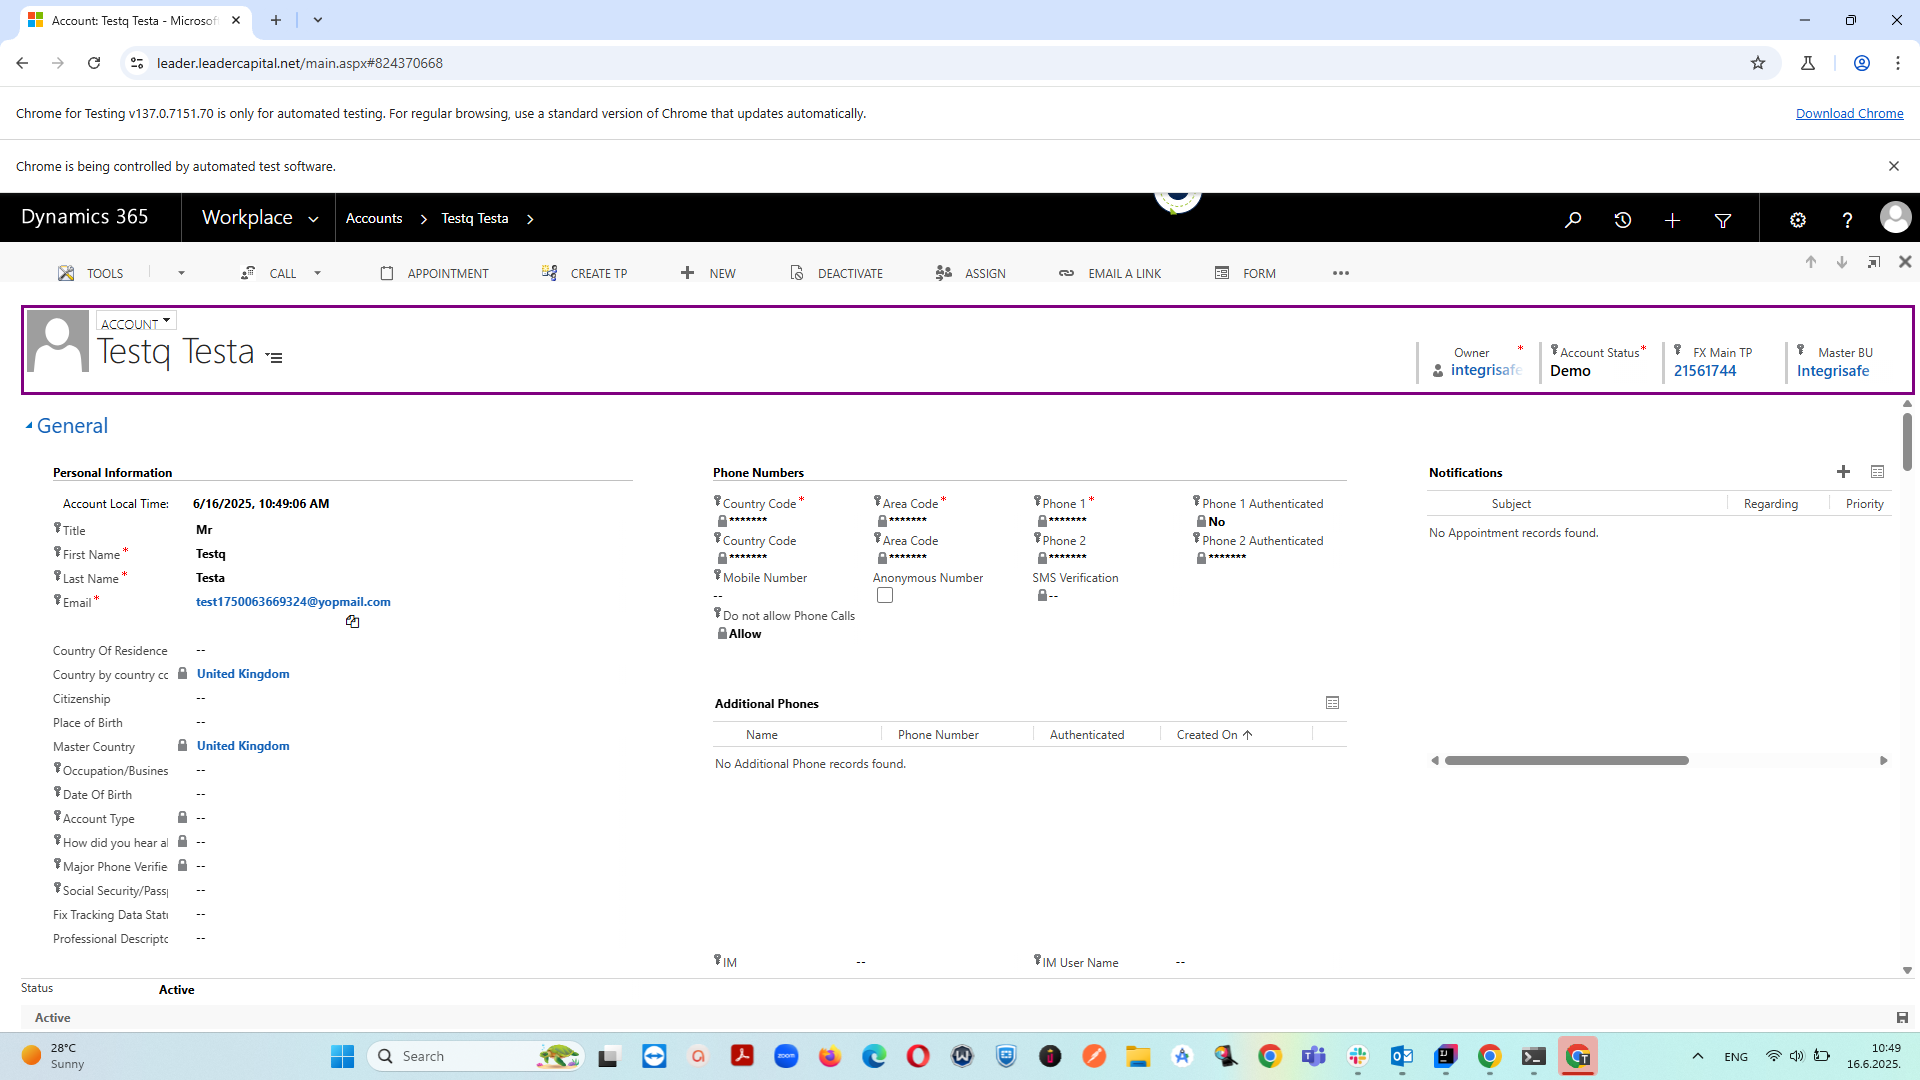 Account: Testq Testa - Microsof
leader.leadercapital.net/main.aspx#824370668
Chrome for Testing v137.0.7151.70 is only for automated testing. For regular browsing, use a standard version of Chrome that updates automatically.
Download Chrome
Chrome is being controlled by automated test software.
Dynamics 365
Workplace
Accounts
Testq Testa
TOOLS
CALL
APPOINTMENT
CREATE TP
NEW
DEACTIVATE
ASSIGN
EMAIL A LINK
FORM
ACCOUNT
Testq Testa
Owner *
integrisafe
Account Status *
Demo
FX Main TP
21561744
Master BU
Integrisafe
General
Personal Information
Account Local Time: 6/16/2025, 10:49:06 AM
Title Mr
First Name * Testq
Last Name * Testa
Email * test1750063669324@yopmail.com
Country Of Residence --
Country by country cc United Kingdom
Citizenship --
Place of Birth --
Master Country United Kingdom
Occupation/Busines --
Date Of Birth --
Account Type --
How did you hear a --
Major Phone Verifie --
Social Security/Pass --
Fix Tracking Data Stat --
Professional Descripto --
Phone Numbers
Country Code * Area Code * Phone 1 * Phone 1 Authenticated
******* ******* ******* No
Country Code Area Code Phone 2 Phone 2 Authenticated
******* ******* ******* *******
Mobile Number Anonymous Number SMS Verification
-- --
Do not allow Phone Calls
Allow
Additional Phones
Name Phone Number Authenticated Created On
No Additional Phone records found.
IM -- IM User Name --
Notifications
Subject Regarding Priority
No Appointment records found.
Status Active
Active
28°C
Sunny
Search
zoom
ENG
10:49
16.6.2025.